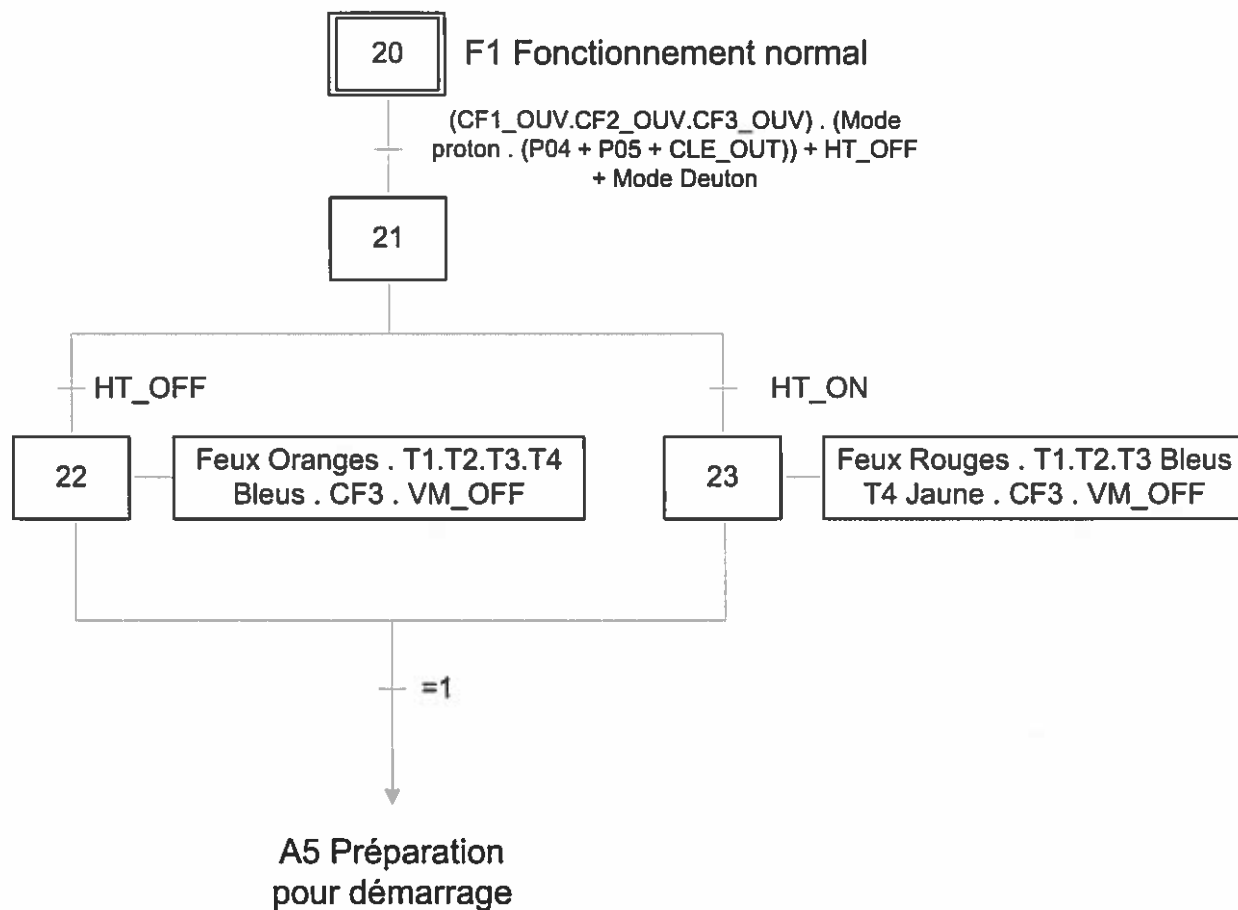 20
F1 Fonctionnement normal
(CF1_OUV.CF2_OUV.CF3_OUV) . (Mode
proton . (P04 + P05 + CLE_OUT)) + HT_OFF
+ Mode Deuton
21
HT_OFF
HT_ON
22
Feux Oranges . T1.T2.T3.T4
Bleus . CF3 . VM_OFF
23
Feux Rouges . T1.T2.T3 Bleus
T4 Jaune . CF3 . VM_OFF
=1
A5 Préparation
pour démarrage